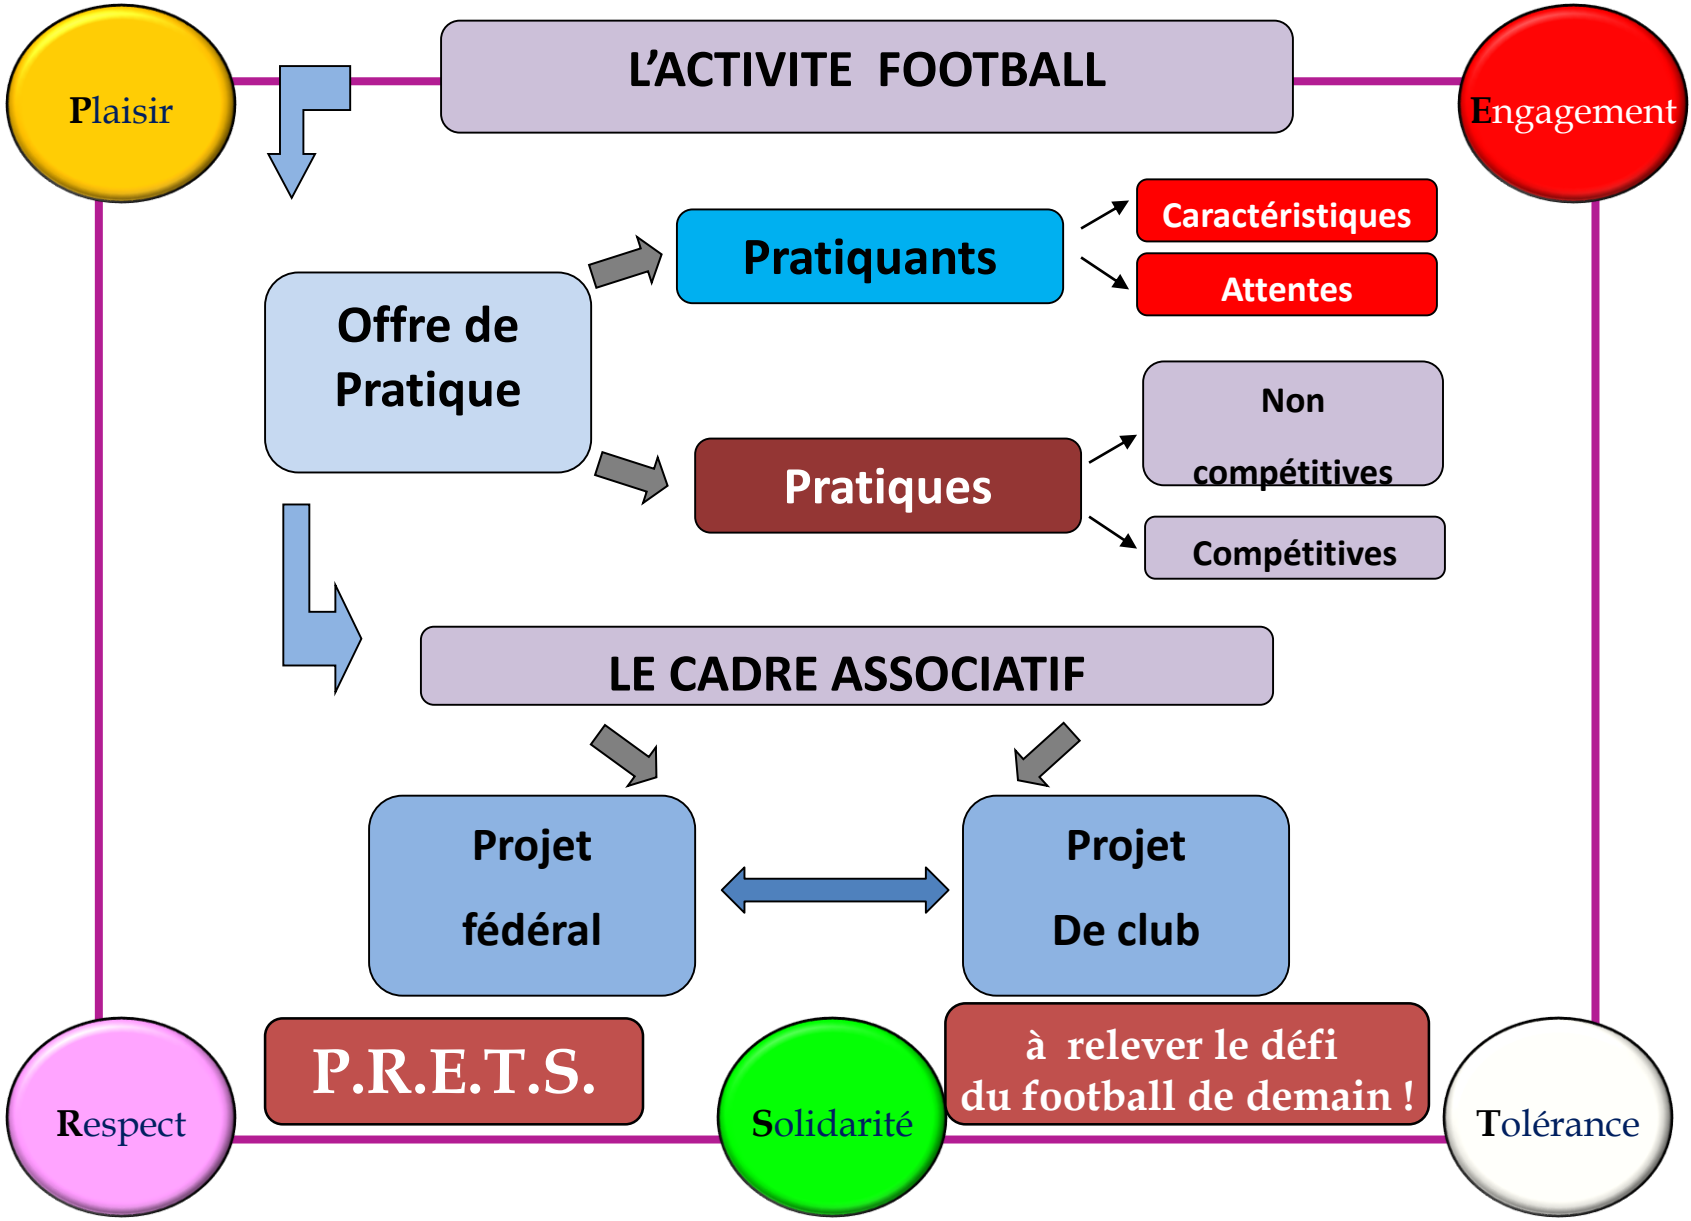 L’ACTIVITE  FOOTBALL
Plaisir
Engagement
Caractéristiques
Pratiquants
Attentes
Offre de
Pratique
Non
compétitives
Pratiques
Compétitives
LE CADRE ASSOCIATIF
Projet
fédéral
Projet
De club
P.R.E.T.S.
à  relever le défi
du football de demain !
Respect
Solidarité
Tolérance